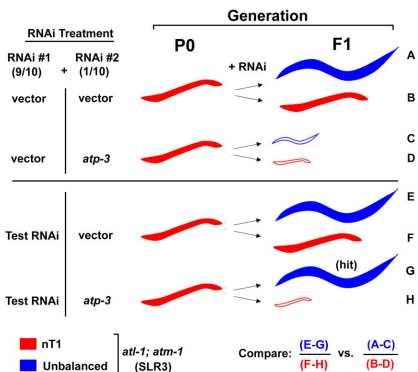 Generation
RNAi Treatment
RNAi #1 RNAi #2
(9/10) + (1/10)
P0 + RNAi F1
A
vector vector B
C
vector atp-3 D
E
Test RNAi vector F
(hit) G
Test RNAi atp-3 H
nT1
Unbalanced
atl-1; atm-1
(SLR3)
Compare: (E-G) vs. (A-C)
(F-H) (B-D)